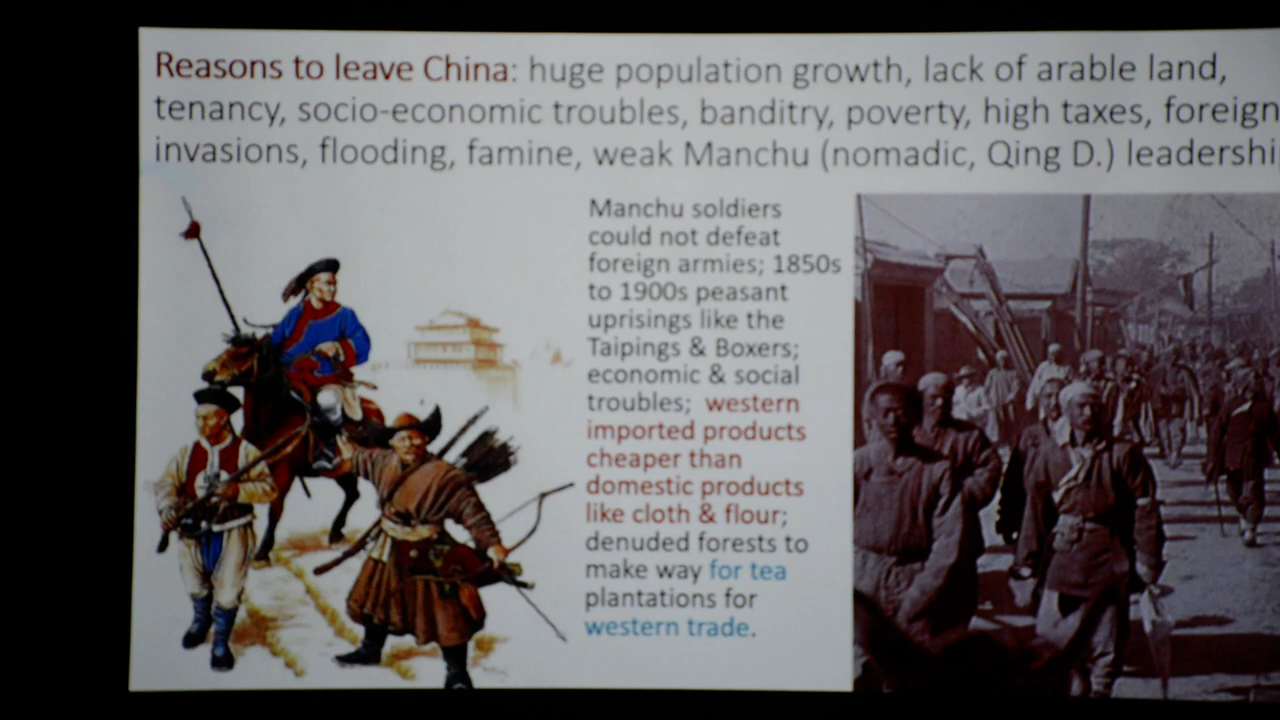 Reasons to leave China: huge population growth, lack of arable land,
tenancy, socio-economic troubles, banditry, poverty, high taxes, foreign
invasions, flooding, famine, weak Manchu (nomadic, Qing D.) leadershi
Manchu soldiers
could not defeat
foreign armies; 1850s
to 1900s peasant
uprisings like the
Taipings & Boxers;
economic & social
troubles; western
imported products
cheaper than
domestic products
like cloth & flour;
denuded forests to
make way for tea
plantations for
western trade.